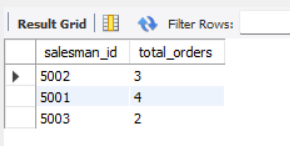 Result Grid Filter Rows:
salesman_id total_orders
5002 3
5001 4
5003 2